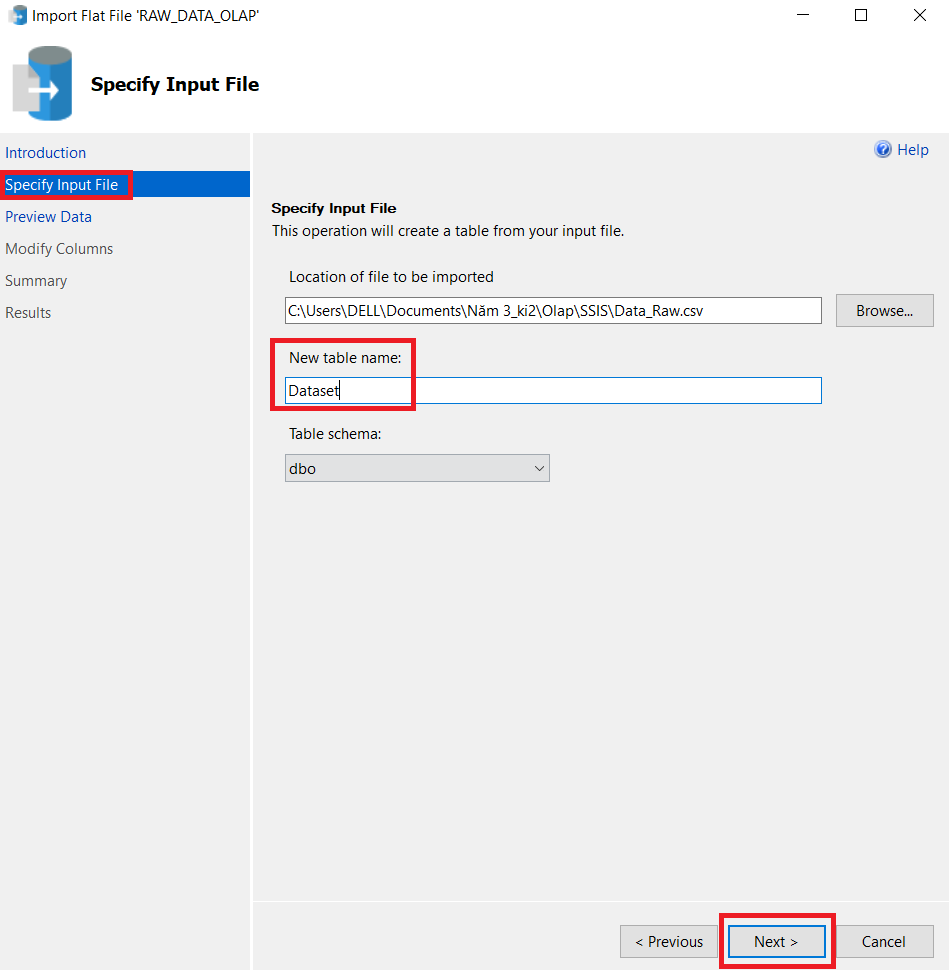 Import Flat File 'RAW_DATA_OLAP'
Specify Input File
Introduction
Specify Input File
Preview Data
Modify Columns
Summary
Results
Help
Specify Input File
This operation will create a table from your input file.
Location of file to be imported
C:\Users\DELL\Documents\Năm 3_ki2\Olap\SSIS\Data_Raw.csv
Browse...
New table name:
Dataset
Table schema:
dbo
< Previous
Next >
Cancel